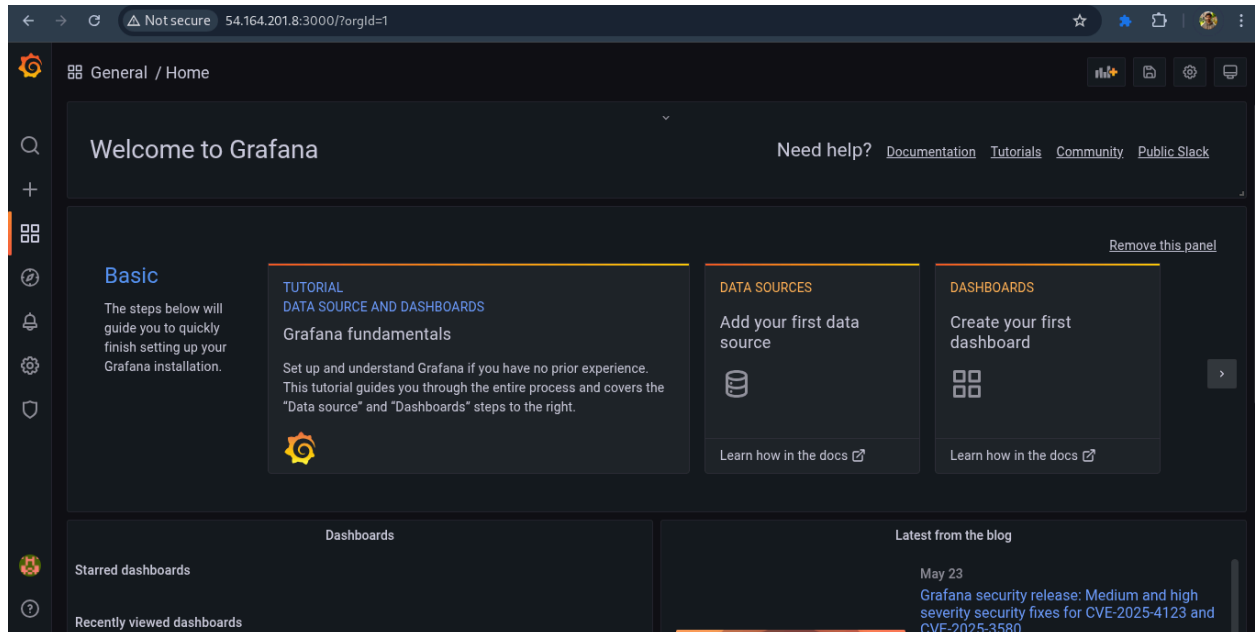 Not secure 54.164.201.8:3000/?orgId=1
General / Home
Welcome to Grafana
Need help? Documentation Tutorials Community Public Slack
Remove this panel
Basic
The steps below will
guide you to quickly
finish setting up your
Grafana installation.
TUTORIAL
DATA SOURCE AND DASHBOARDS
Grafana fundamentals
Set up and understand Grafana if you have no prior experience.
This tutorial guides you through the entire process and covers the
“Data source” and “Dashboards” steps to the right.
DATA SOURCES
Add your first data
source
Learn how in the docs
DASHBOARDS
Create your first
dashboard
Learn how in the docs
Dashboards
Starred dashboards
Recently viewed dashboards
Latest from the blog
May 23
Grafana security release: Medium and high
severity security fixes for CVE-2025-4123 and
CVE-2025-3580